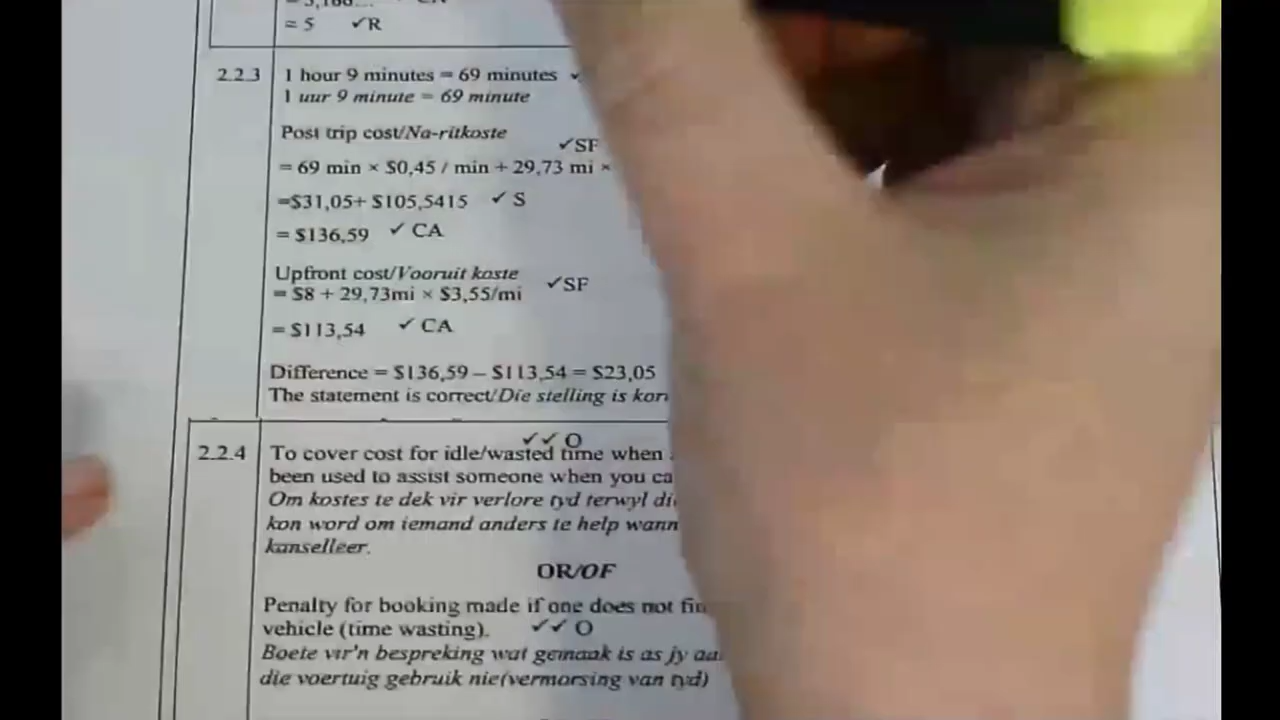 = 5 ✓R
2.2.3 1 hour 9 minutes = 69 minutes
1 uur 9 minute = 69 minute
Post trip cost/Na-ritkoste
✓SF
= 69 min × $0,45 / min + 29,73 mi ×
=$31,05+ $105,5415 ✓ S
= $136,59 ✓ CA
Upfront cost/Vooruit koste
✓SF
= $8 + 29,73mi × $3,55/mi
= $113,54 ✓ CA
Difference = $136,59 – $113,54 = $23,05
The statement is correct/Die stelling is
✓✓ O
2.2.4 To cover cost for idle/wasted time when
been used to assist someone when you
Om kostes te dek vir verlore tyd terwyl
kon word om iemand anders te help
kanselleer.
OR/OF
Penalty for booking made if one does not
vehicle (time wasting). ✓✓ O
Boete vir'n bespreking wat gemaak is as jy
die voertuig gebruik nie(vermorsing van tyd)